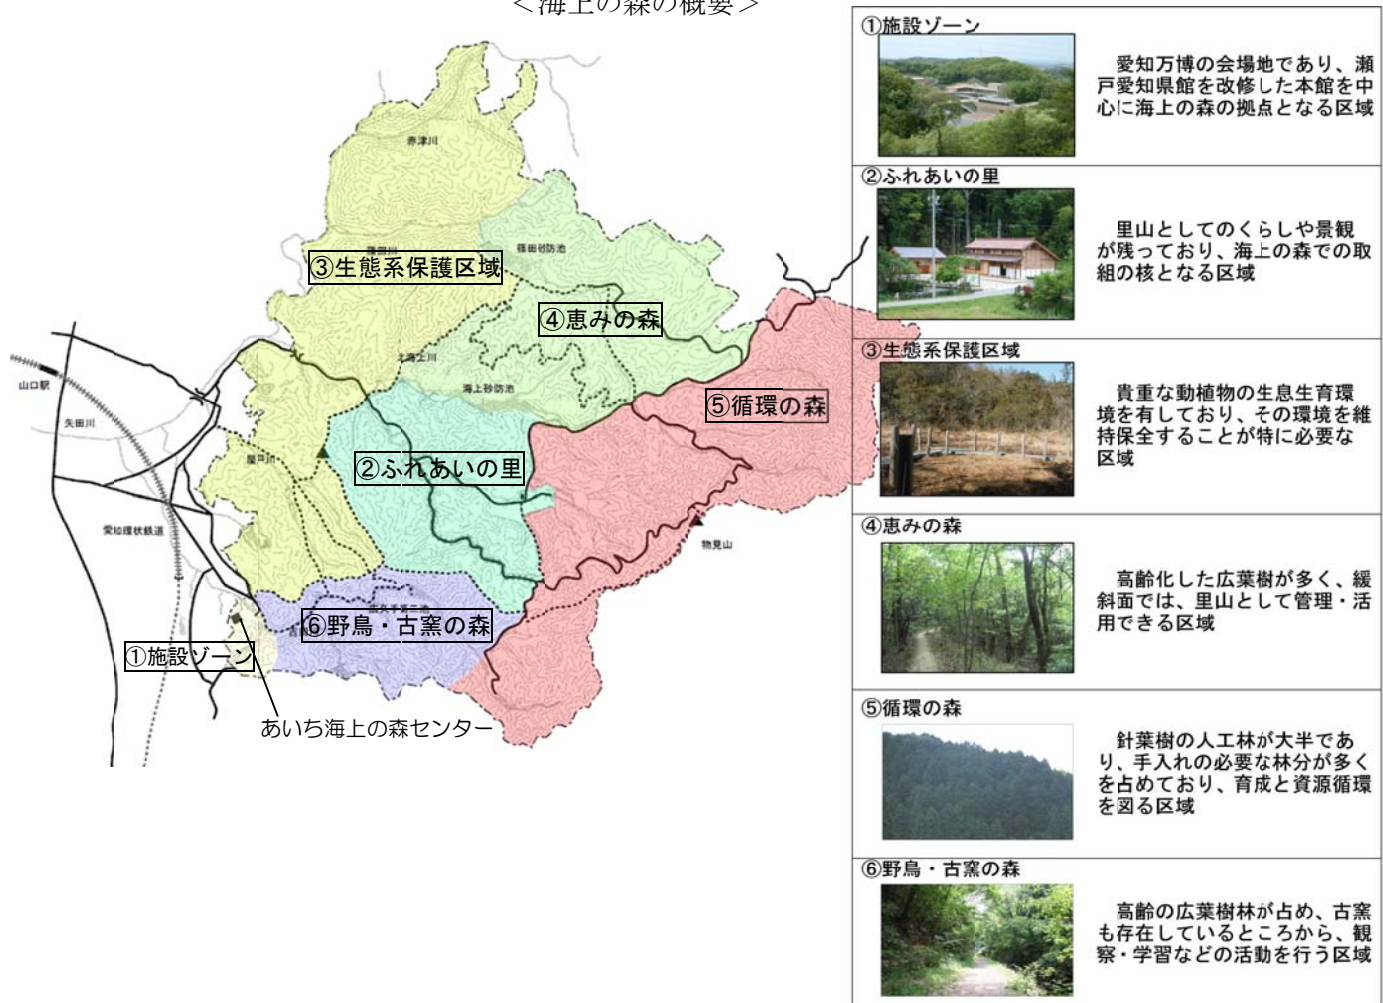 ＜海上の森の概要＞
赤津川
篠田川
③生態系保護区域
篠田砂防池
④恵みの森
海上川
海上砂防池
⑤循環の森
山口駅
矢田川
屋戸川
②ふれあいの里
愛知環状鉄道
物見山
⑥野鳥・古窯の森
①施設ゾーン
あいち海上の森センター
①施設ゾーン
愛知万博の会場地であり、瀬
戸愛知県館を改修した本館を中
心に海上の森の拠点となる区域
②ふれあいの里
里山としてのくらしや景観
が残っており、海上の森での取
組の核となる区域
③生態系保護区域
貴重な動植物の生息生育環
境を有しており、その環境を維
持保全することが特に必要な
区域
④恵みの森
高齢化した広葉樹が多く、緩
斜面では、里山として管理・活
用できる区域
⑤循環の森
針葉樹の人工林が大半であ
り、手入れの必要な林分が多く
を占めており、育成と資源循環
を図る区域
⑥野鳥・古窯の森
高齢の広葉樹林が占め、古窯
も存在しているところから、観
察・学習などの活動を行う区域